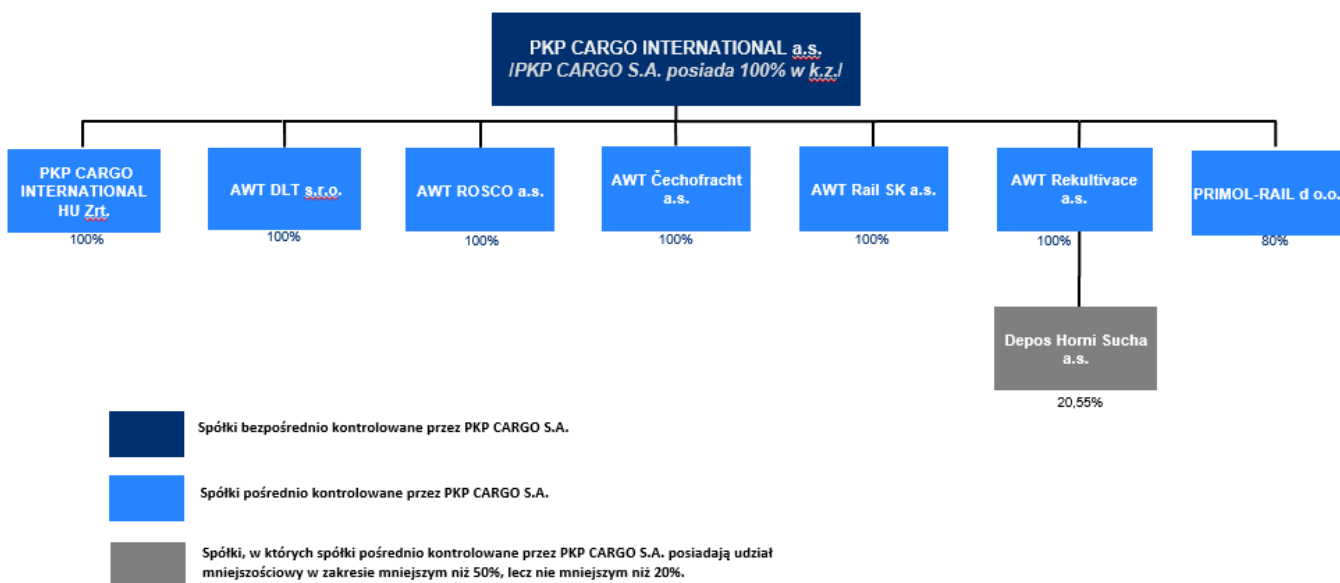 PKP CARGO INTERNATIONAL a.s.
/PKP CARGO S.A. posiada 100% w k.z./
PKP CARGO
INTERNATIONAL
HU Zrt.
100%
AWT DLT s.r.o.
100%
AWT ROSCO a.s.
100%
AWT Čechofracht
a.s.
100%
AWT Rail SK a.s.
100%
AWT Rekultivace
a.s.
100%
PRIMOL-RAIL d o.o.
80%
Depos Horni Sucha
a.s.
20,55%
Spółki bezpośrednio kontrolowane przez PKP CARGO S.A.
Spółki pośrednio kontrolowane przez PKP CARGO S.A.
Spółki, w których spółki pośrednio kontrolowane przez PKP CARGO S.A. posiadają udział
mniejszościowy w zakresie mniejszym niż 50%, lecz nie mniejszym niż 20%.